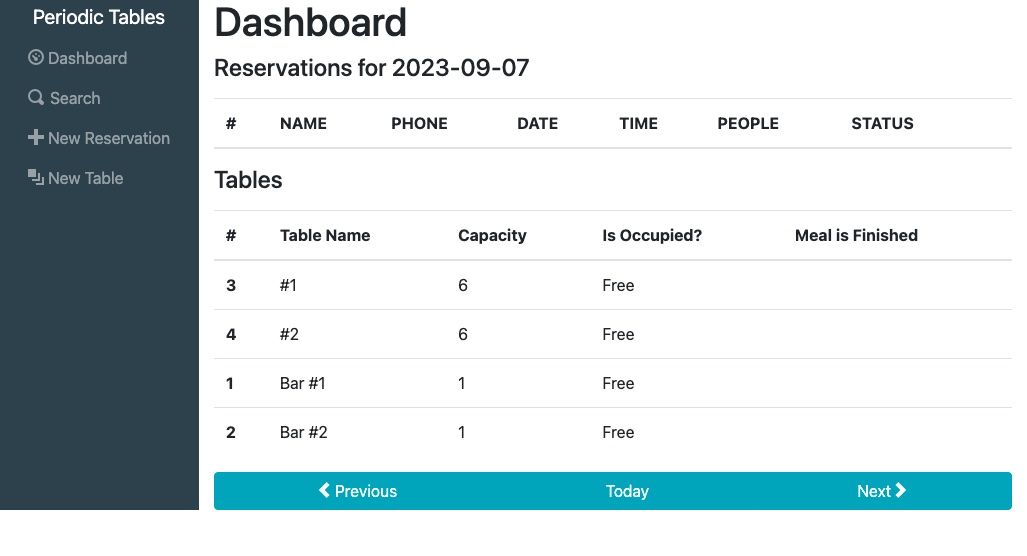 Periodic Tables
Dashboard
Search
New Reservation
New Table
Dashboard
Reservations for 2023-09-07
# NAME PHONE DATE TIME PEOPLE STATUS
Tables
# Table Name Capacity Is Occupied? Meal is Finished
3 #1 6 Free
4 #2 6 Free
1 Bar #1 1 Free
2 Bar #2 1 Free
Previous Today Next